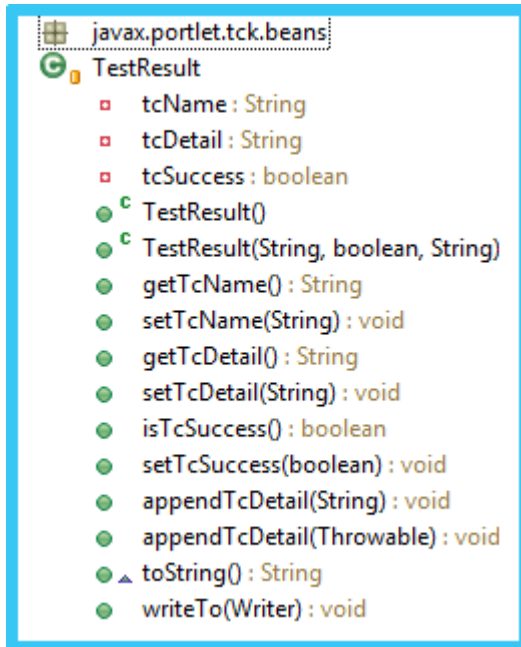 javax.portlet.tck.beans
TestResult
tcName : String
tcDetail : String
tcSuccess : boolean
C TestResult()
C TestResult(String, boolean, String)
getTcName() : String
setTcName(String) : void
getTcDetail() : String
setTcDetail(String) : void
isTcSuccess() : boolean
setTcSuccess(boolean) : void
appendTcDetail(String) : void
appendTcDetail(Throwable) : void
toString() : String
writeTo(Writer) : void